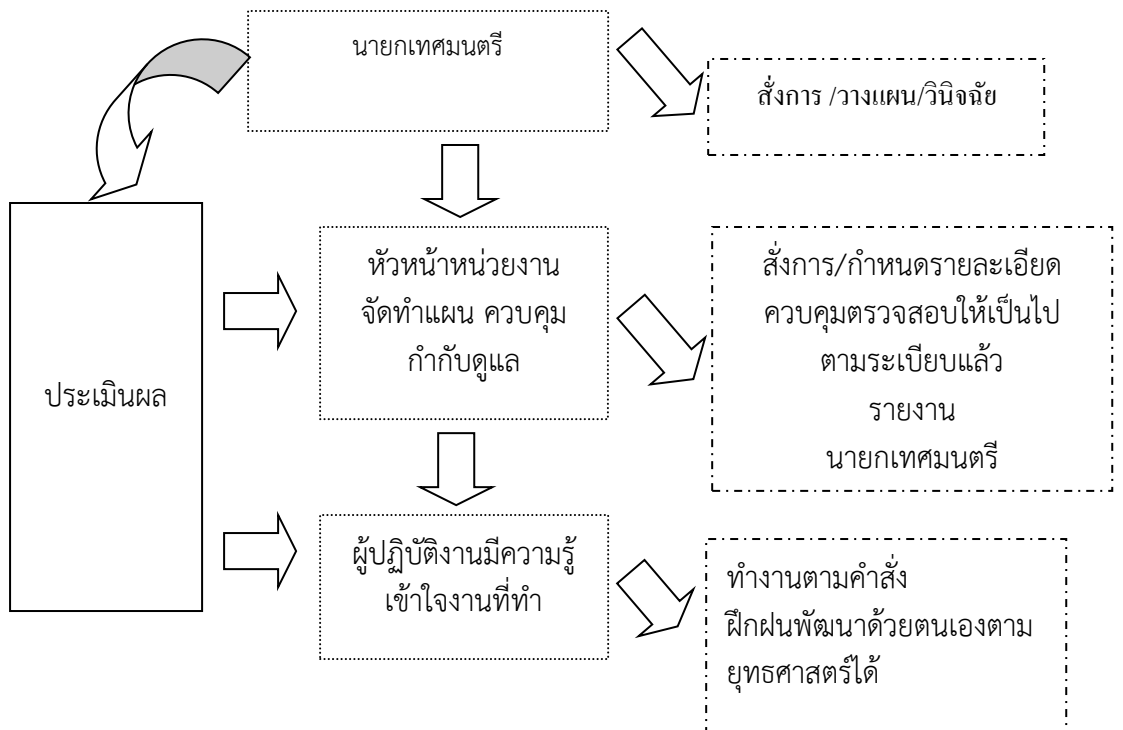 นายกเทศมนตรี
สั่งการ /วางแผน/วินิจฉัย
หัวหน้าหน่วยงาน
จัดทำแผน ควบคุม
กำกับดูแล
สั่งการ/กำหนดรายละเอียด
ควบคุมตรวจสอบให้เป็นไป
ตามระเบียบแล้ว
รายงาน
นายกเทศมนตรี
ประเมินผล
ผู้ปฏิบัติงานมีความรู้
เข้าใจงานที่ทำ
ทำงานตามคำสั่ง
ฝึกฝนพัฒนาด้วยตนเองตาม
ยุทธศาสตร์ได้